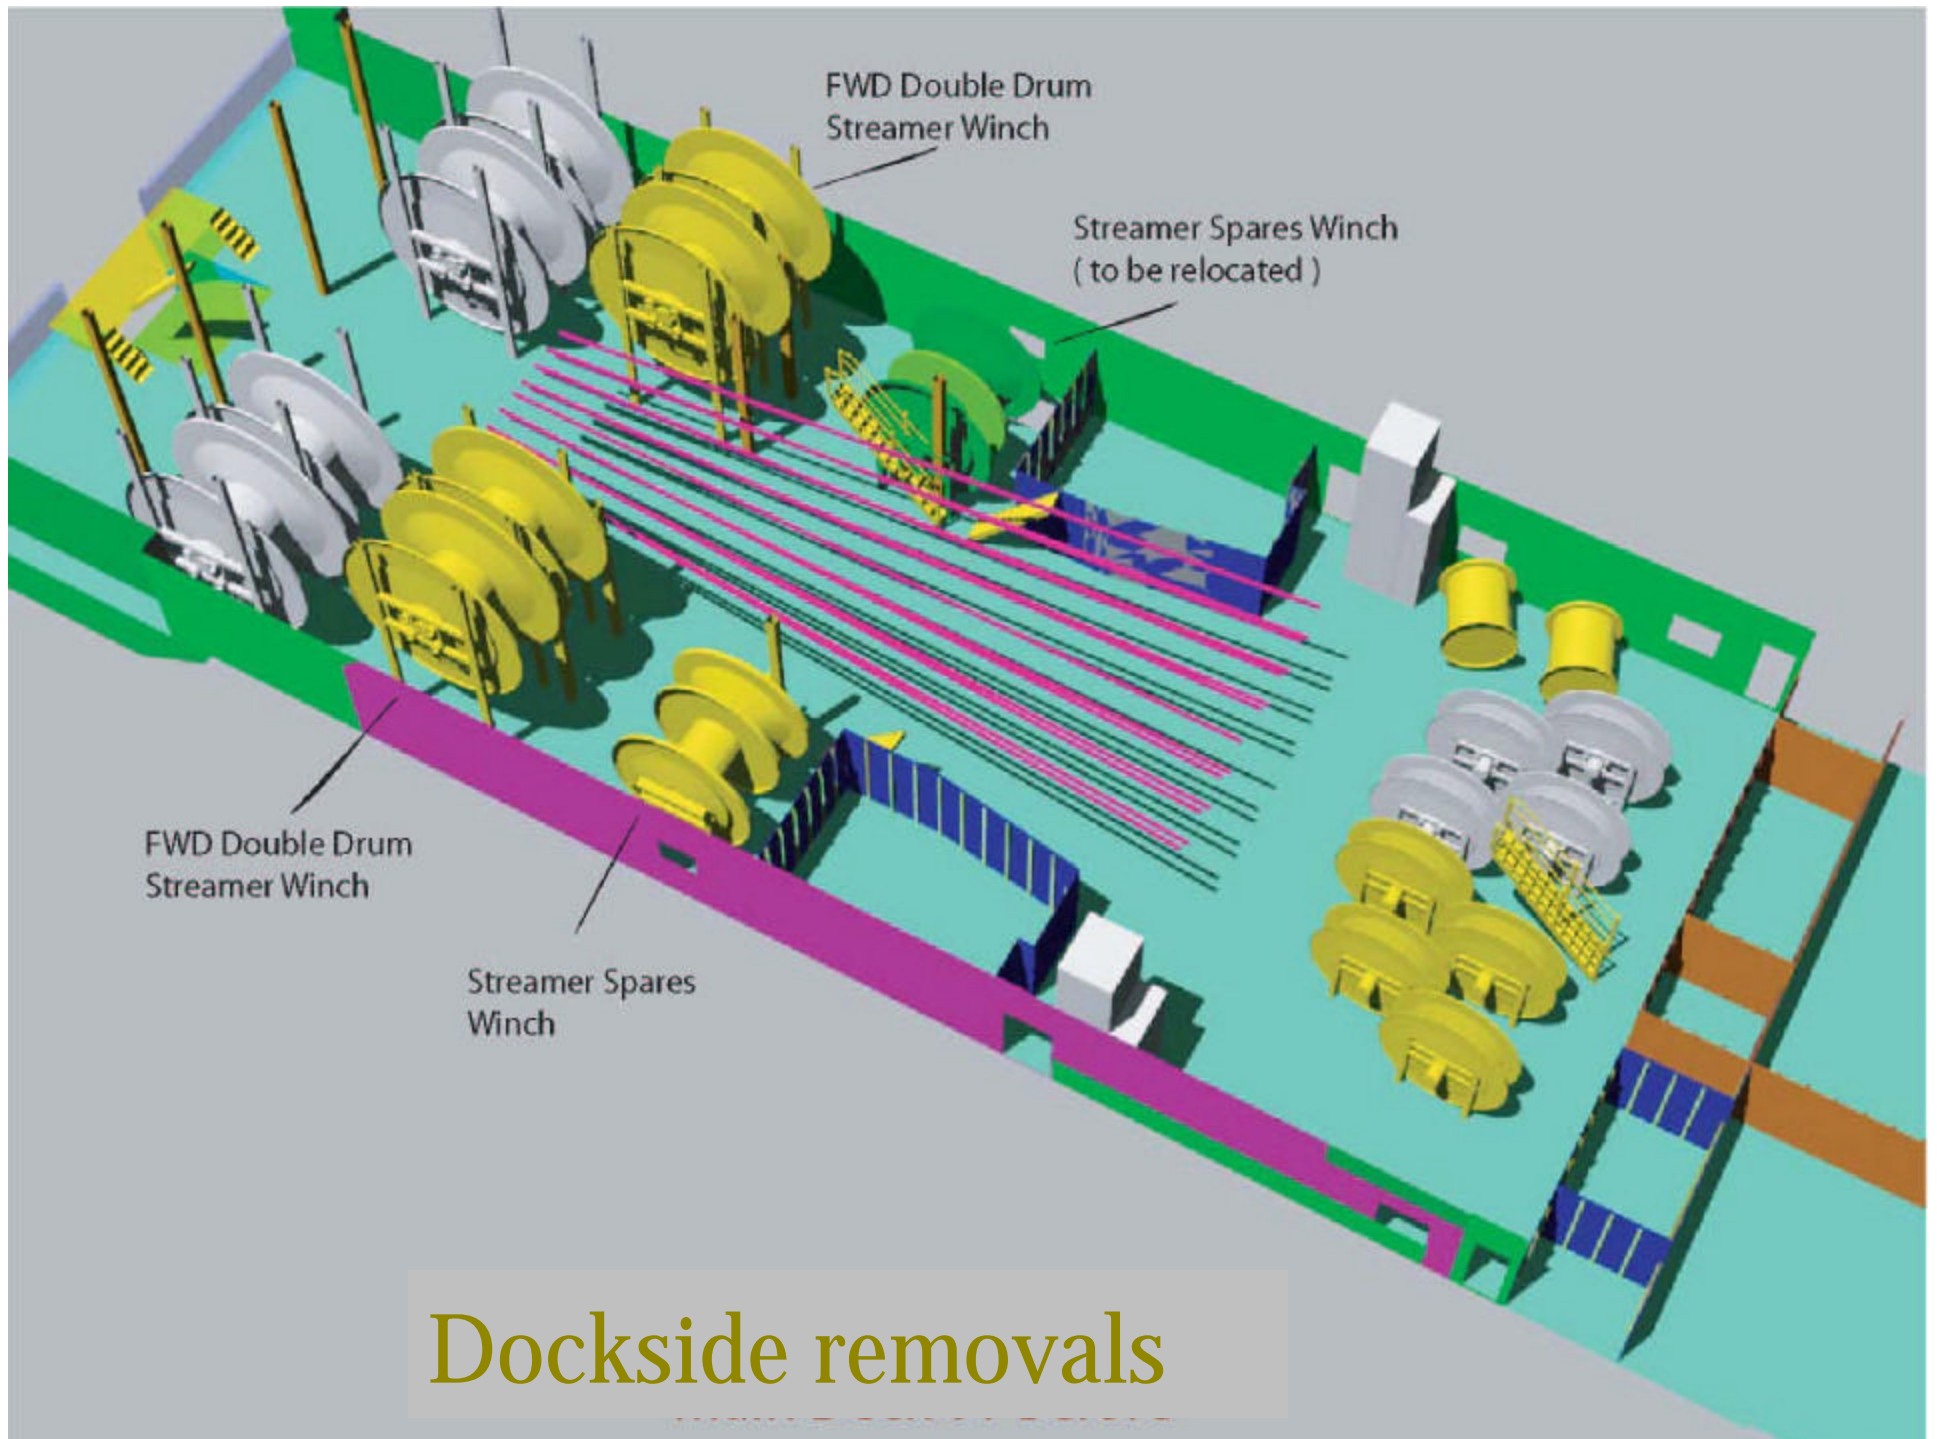 FWD Double Drum
Streamer Winch
Streamer Spares Winch
( to be relocated )
FWD Double Drum
Streamer Winch
Streamer Spares
Winch
Dockside removals